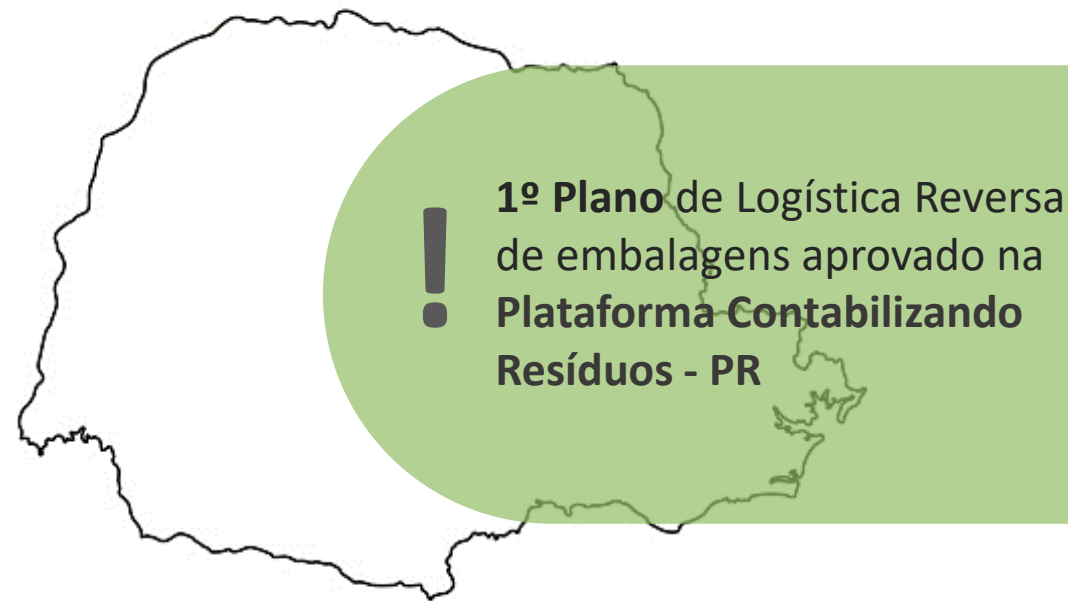 !
1º Plano de Logística Reversa
de embalagens aprovado na
Plataforma Contabilizando
Resíduos - PR